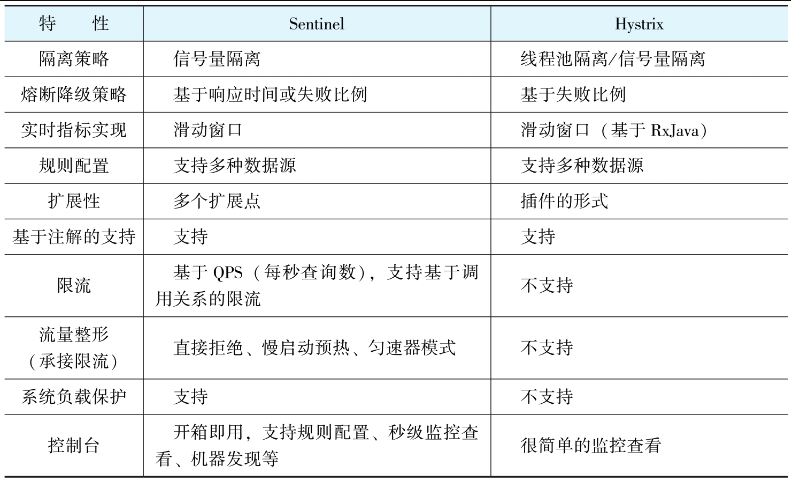 特 性 Sentinel Hystrix
隔离策略 信号量隔离 线程池隔离/信号量隔离
熔断降级策略 基于响应时间或失败比例 基于失败比例
实时指标实现 滑动窗口 滑动窗口（基于 RxJava）
规则配置 支持多种数据源 支持多种数据源
扩展性 多个扩展点 插件的形式
基于注解的支持 支持 支持
限流 基于 QPS（每秒查询数），支持基于调
用关系的限流 不支持
流量整形
（承接限流） 直接拒绝、慢启动预热、匀速器模式 不支持
系统负载保护 支持 不支持
控制台 开箱即用，支持规则配置、秒级监控查
看、机器发现等 很简单的监控查看